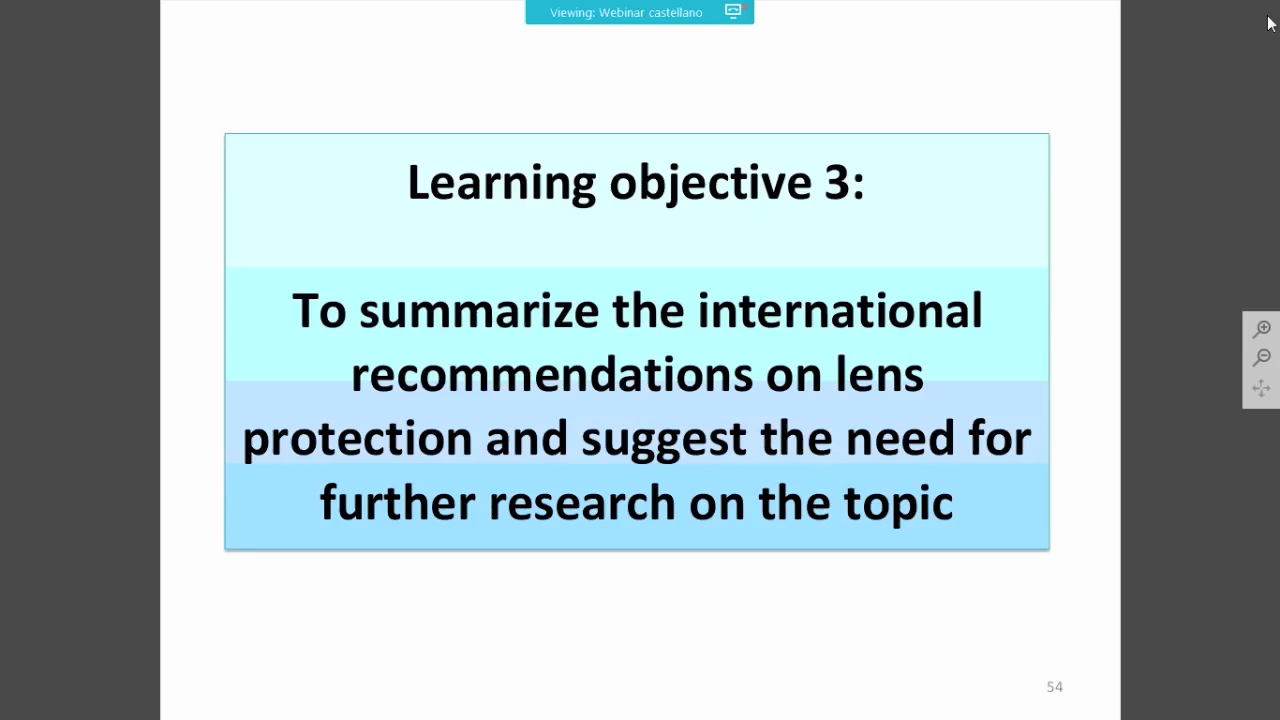 Viewing: Webinar castellano
Learning objective 3:
To summarize the international
recommendations on lens
protection and suggest the need for
further research on the topic
54